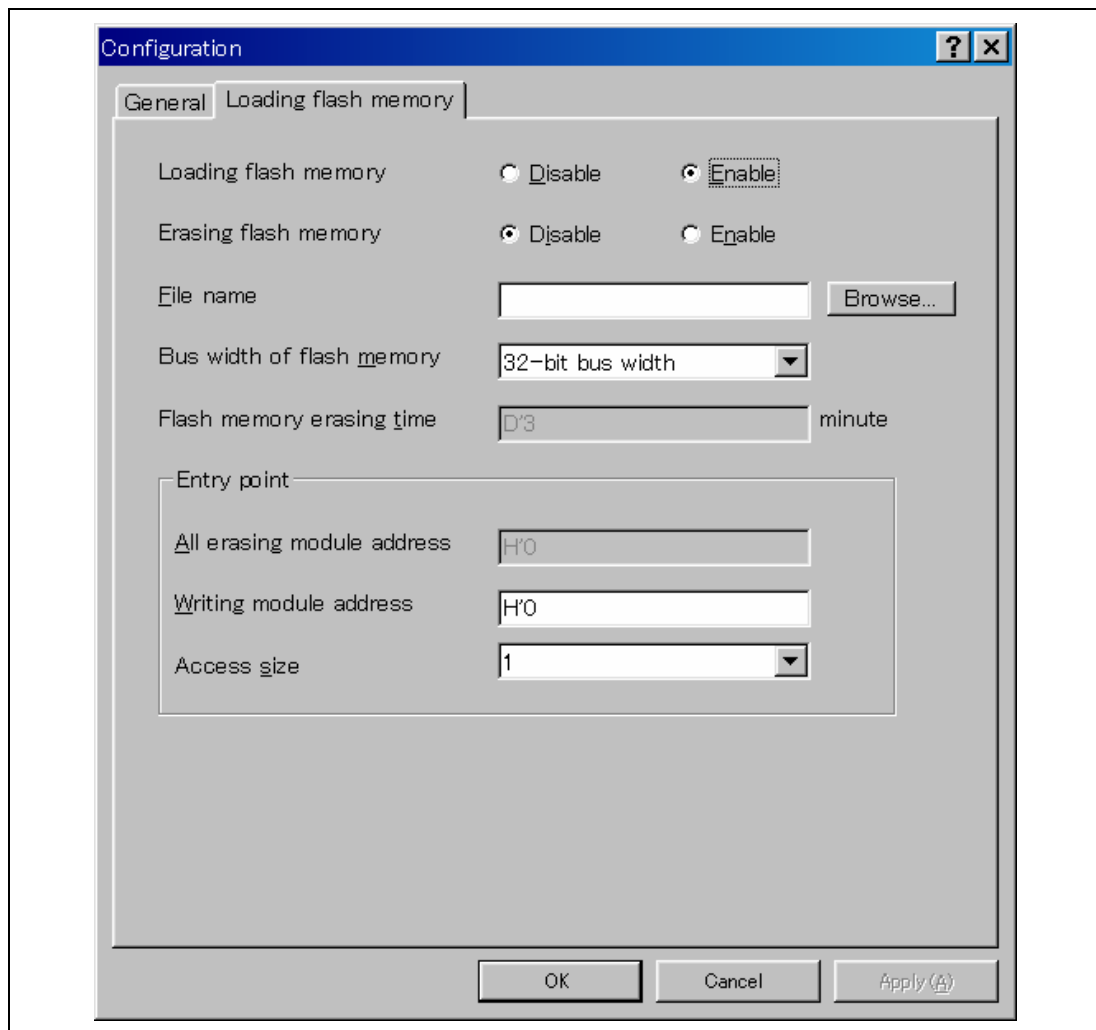 Configuration
General Loading flash memory
Loading flash memory Disable Enable
Erasing flash memory Disable Enable
File name Browse...
Bus width of flash memory 32-bit bus width
Flash memory erasing time D'3 minute
Entry point
All erasing module address H'0
Writing module address H'0
Access size 1
OK Cancel Apply(A)